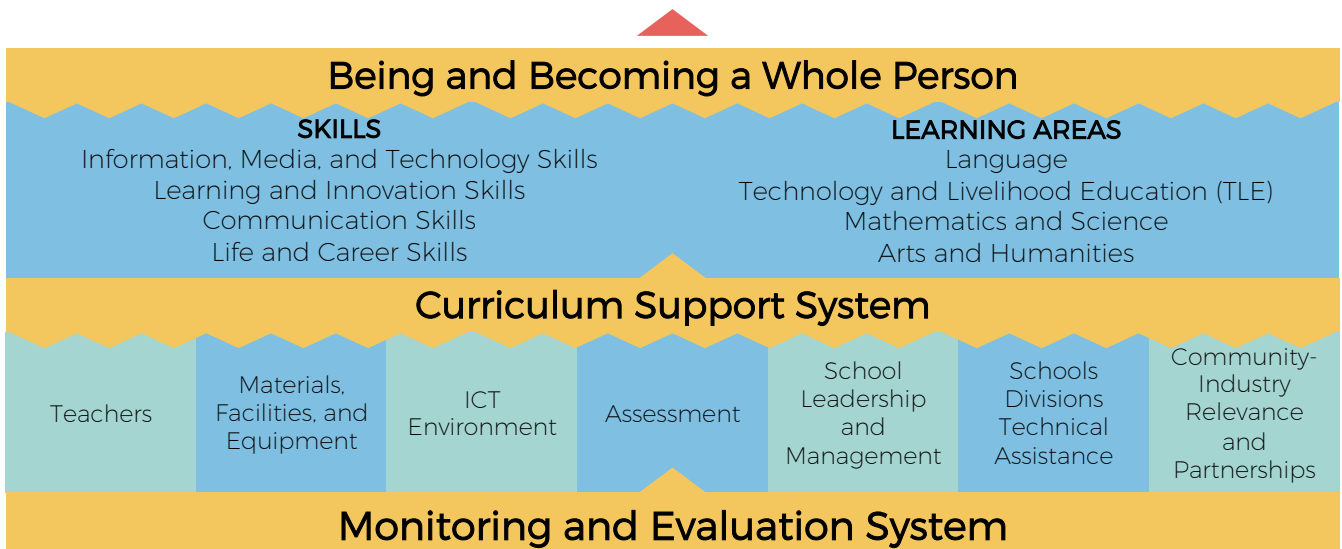 Being and Becoming a Whole Person
SKILLS
Information, Media, and Technology Skills
Learning and Innovation Skills
Communication Skills
Life and Career Skills
LEARNING AREAS
Language
Technology and Livelihood Education (TLE)
Mathematics and Science
Arts and Humanities
Curriculum Support System
Teachers
Materials,
Facilities, and
Equipment
ICT
Environment
Assessment
School
Leadership
and
Management
Schools
Divisions
Technical
Assistance
Community-
Industry
Relevance
and
Partnerships
Monitoring and Evaluation System